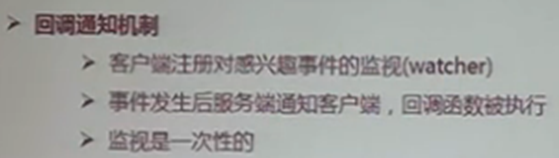 回调通知机制
客户端注册对感兴趣事件的监视(watcher)
事件发生后服务端通知客户端，回调函数被执行
监视是一次性的